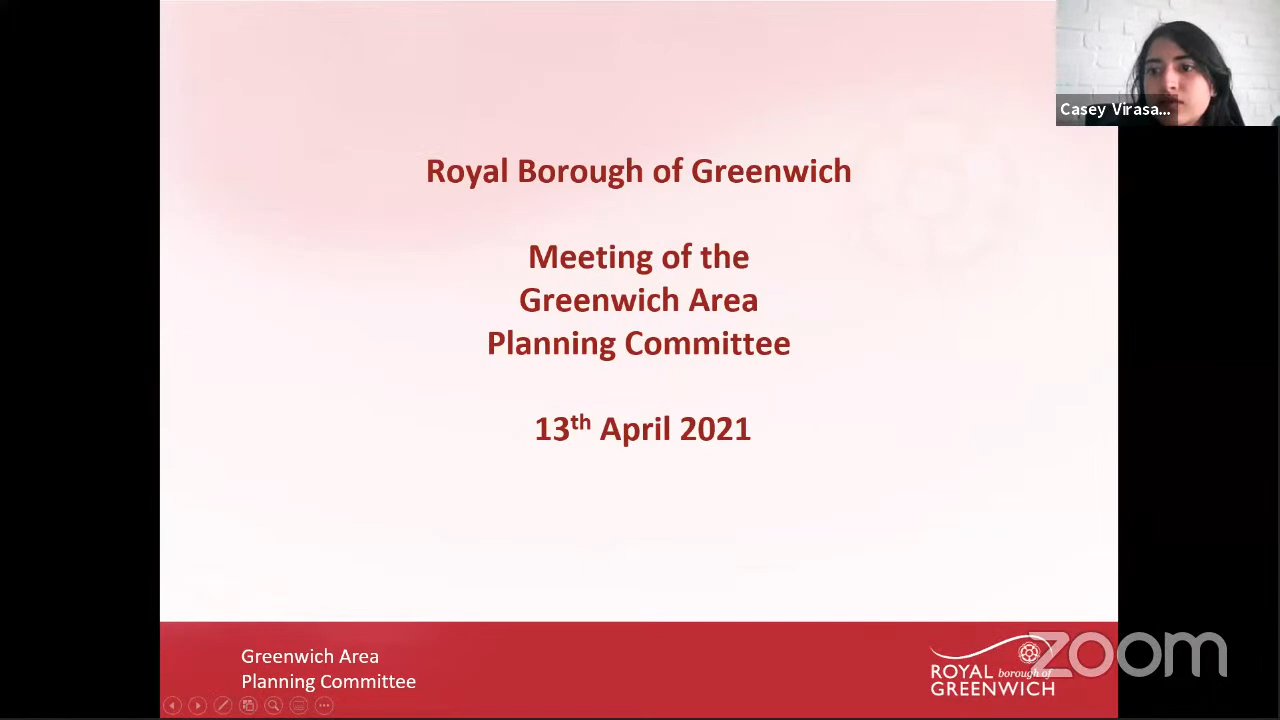 Casey Virasa...
Royal Borough of Greenwich
Meeting of the
Greenwich Area
Planning Committee
13th April 2021
Greenwich Area
Planning Committee
ROYAL borough of
GREENWICH
zoom